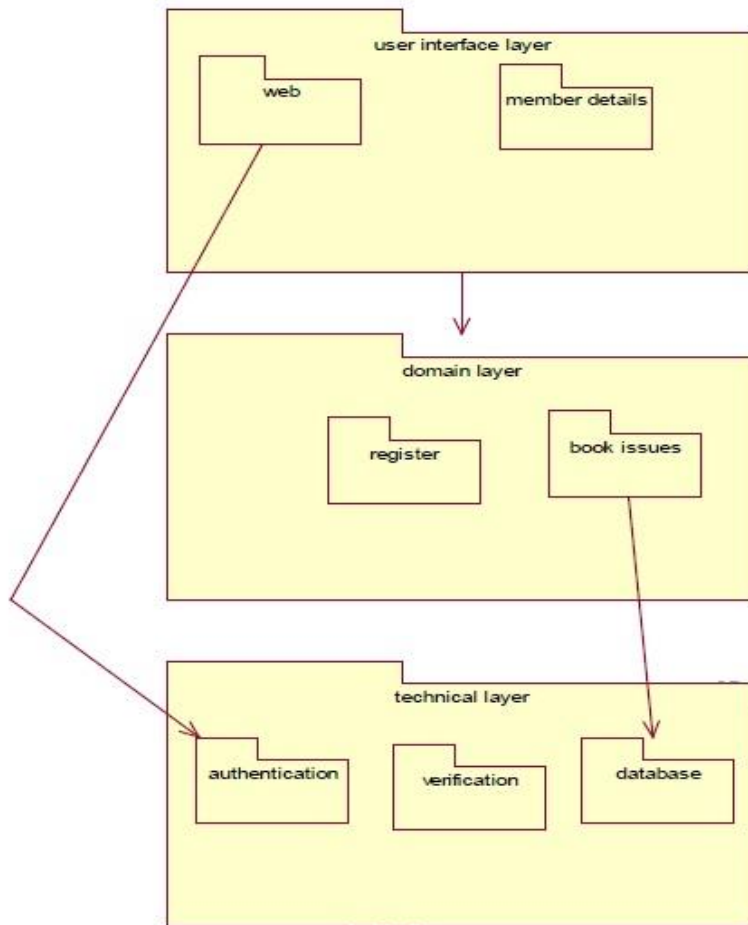 user interface layer
web
member details
domain layer
register
book issues
technical layer
authentication
verification
database